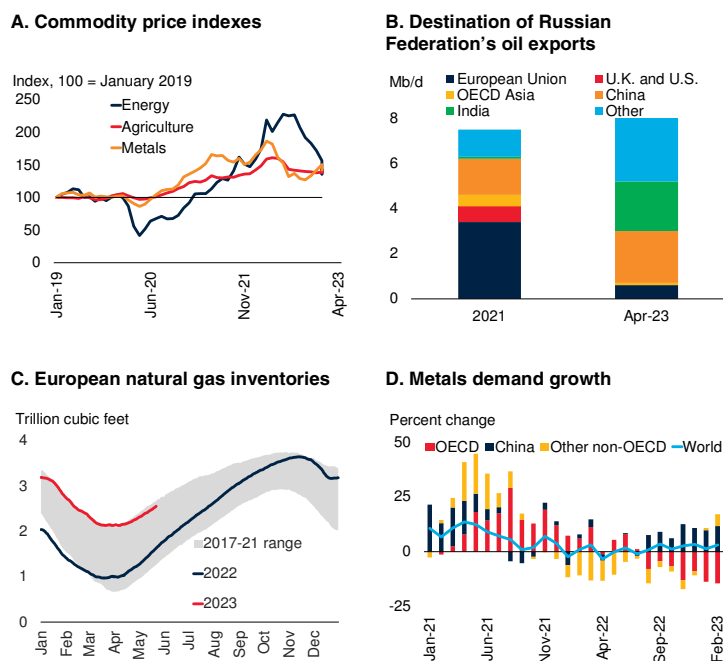 A. Commodity price indexes
Index, 100 = January 2019
250
200
150
100
50
0
Energy
Agriculture
Metals
Jan-19
Jun-20
Nov-21
Apr-23
B. Destination of Russian
Federation's oil exports
Mb/d
European Union
U.K. and U.S.
OECD Asia
China
India
Other
8
6
4
2
0
2021
Apr-23
C. European natural gas inventories
Trillion cubic feet
4
3
2
1
0
2017-21 range
2022
2023
Jan
Feb
Mar
Apr
May
Jun
Jul
Aug
Sep
Oct
Nov
Dec
D. Metals demand growth
Percent change
OECD
China
Other non-OECD
World
50
25
0
-25
Jan-21
Jun-21
Nov-21
Apr-22
Sep-22
Feb-23